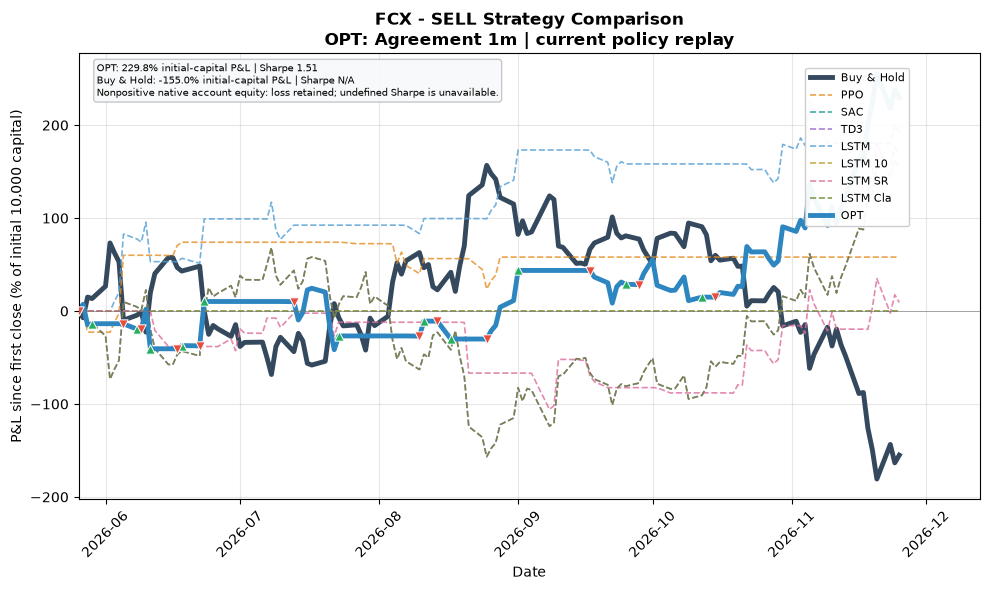 FCX - SELL Strategy Comparison
OPT: Agreement 1m | current policy replay
OPT: 229.8% initial-capital P&L | Sharpe 1.51
Buy & Hold: -155.0% initial-capital P&L | Sharpe N/A
Nonpositive native account equity: loss retained; undefined Sharpe is unavailable.
Buy & Hold
PPO
SAC
TD3
LSTM
LSTM 10
LSTM SR
LSTM Cla
OPT
P&L since first close (% of initial 10,000 capital)
200
100
0
−100
−200
2026-06
2026-07
2026-08
2026-09
2026-10
2026-11
2026-12
Date